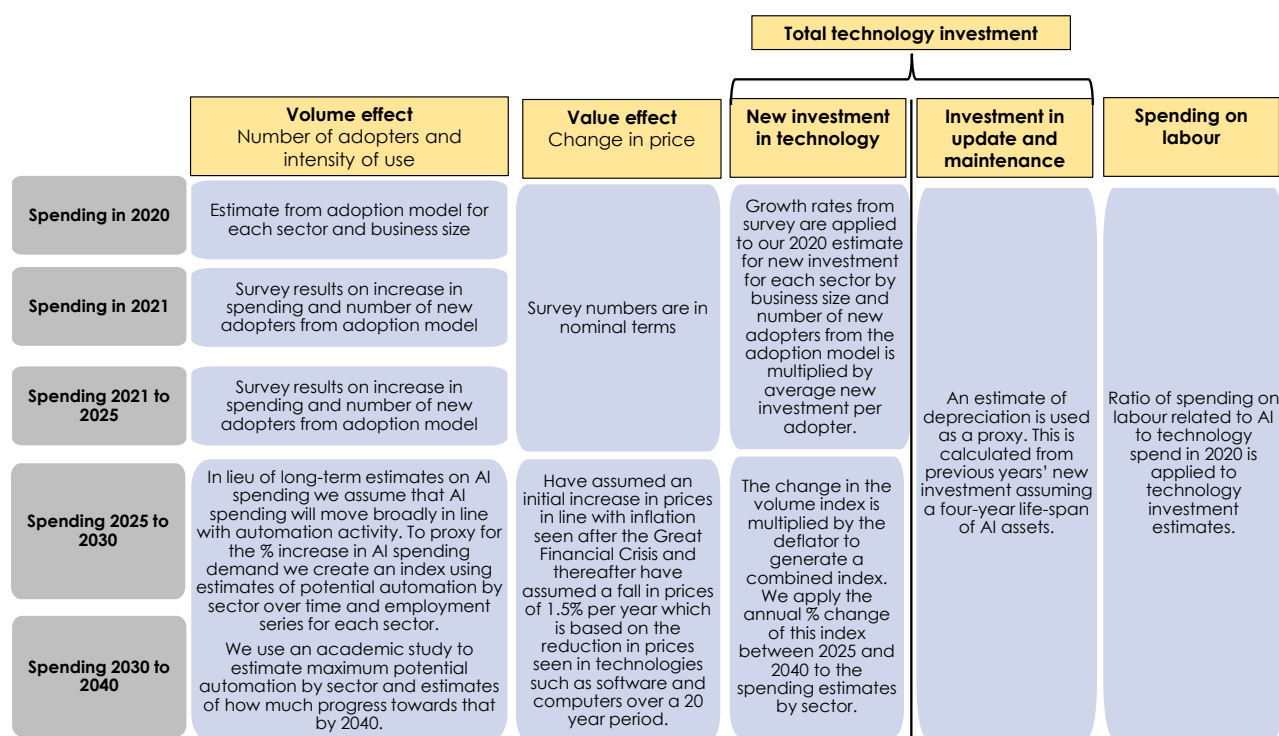 Total technology investment
Volume effect
Number of adopters and
intensity of use
Value effect
Change in price
New investment
in technology
Investment in
update and
maintenance
Spending on
labour
Spending in 2020
Estimate from adoption model for
each sector and business size
Spending in 2021
Survey results on increase in
spending and number of new
adopters from adoption model
Spending 2021 to
2025
Survey results on increase in
spending and number of new
adopters from adoption model
Survey numbers are in
nominal terms
Growth rates from
survey are applied
to our 2020 estimate
for new investment
for each sector by
business size and
number of new
adopters from the
adoption model is
multiplied by
average new
investment per
adopter.
An estimate of
depreciation is used
as a proxy. This is
calculated from
previous years’ new
investment assuming
a four-year life-span
of AI assets.
Ratio of spending on
labour related to AI
to technology
spend in 2020 is
applied to
technology
investment
estimates.
Spending 2025 to
2030
Spending 2030 to
2040
In lieu of long-term estimates on AI
spending we assume that AI
spending will move broadly in line
with automation activity. To proxy for
the % increase in AI spending
demand we create an index using
estimates of potential automation by
sector over time and employment
series for each sector.
We use an academic study to
estimate maximum potential
automation by sector and estimates
of how much progress towards that
by 2040.
Have assumed an
initial increase in prices
in line with inflation
seen after the Great
Financial Crisis and
thereafter have
assumed a fall in prices
of 1.5% per year which
is based on the
reduction in prices
seen in technologies
such as software and
computers over a 20
year period.
The change in the
volume index is
multiplied by the
deflator to
generate a
combined index.
We apply the
annual % change
of this index
between 2025 and
2040 to the
spending estimates
by sector.